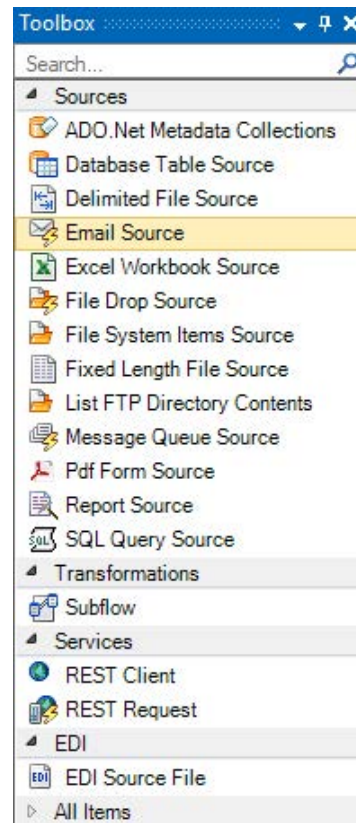 Toolbox
Search...
Sources
ADO.Net Metadata Collections
Database Table Source
Delimited File Source
Email Source
Excel Workbook Source
File Drop Source
File System Items Source
Fixed Length File Source
List FTP Directory Contents
Message Queue Source
Pdf Form Source
Report Source
SQL SQL Query Source
Transformations
Subflow
Services
REST Client
REST Request
EDI
EDI EDI Source File
All Items